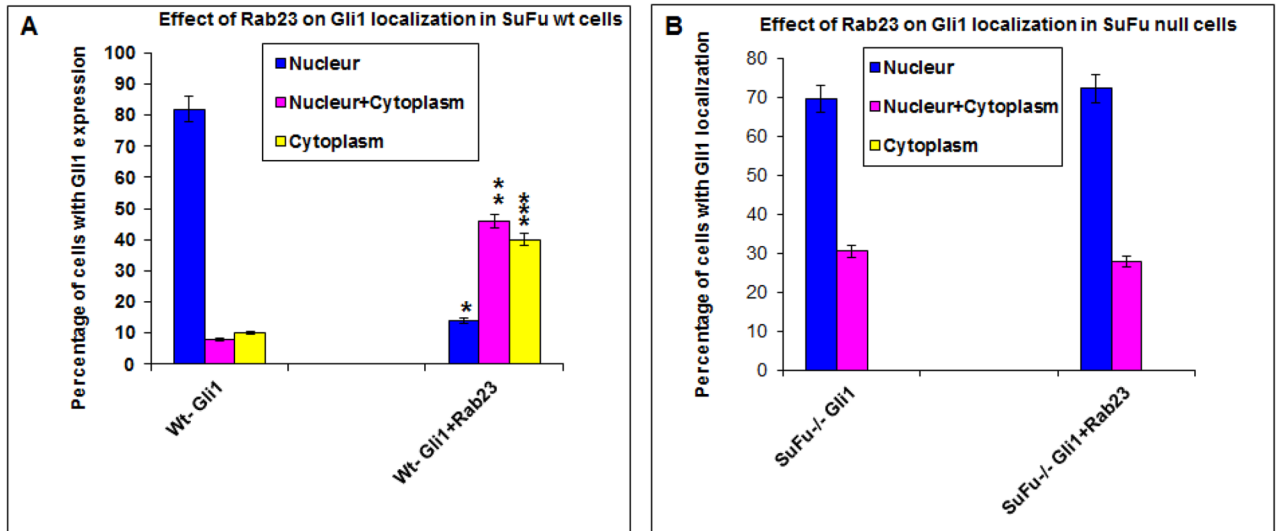 A
Effect of Rab23 on Gli1 localization in SuFu wt cells
Percentage of cells with Gli1 expression
100
90
80
70
60
50
40
30
20
10
0
Nucleur
Nucleur+Cytoplasm
Cytoplasm
*
**
***
Wt- Gli1
Wt- Gli1+Rab23
B
Effect of Rab23 on Gli1 localization in SuFu null cells
Percentage of cells with Gli1 localization
80
70
60
50
40
30
20
10
0
Nucleur
Nucleur+Cytoplasm
Cytoplasm
SuFu-/- Gli1
SuFu-/- Gli1+Rab23